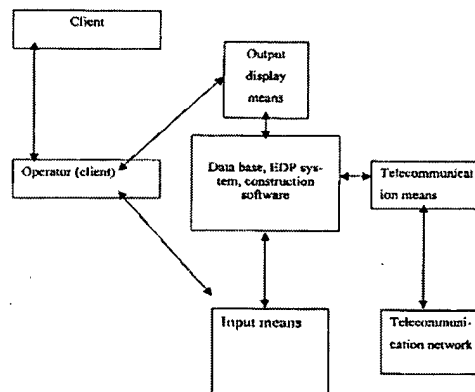 Client
Output
display
means
Operator (client)
Data base, EDP sys-
tem, construction
software
Telecommunicat
ion means
Input means
Telecommuni-
cation network